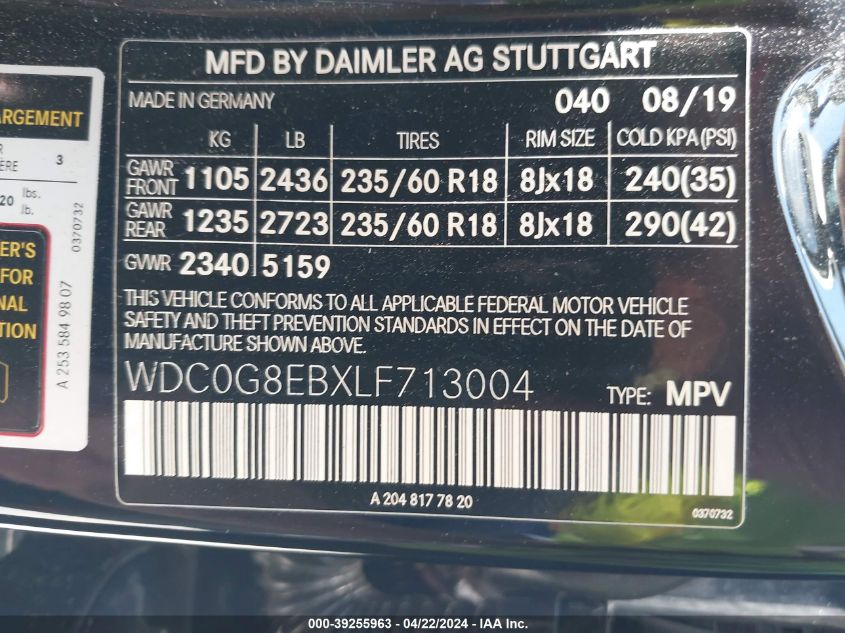 MFD BY DAIMLER AG STUTTGART
MADE IN GERMANY 040 08/19
KG LB TIRES RIM SIZE COLD KPA (PSI)
GAWR FRONT 1105 2436 235/60 R18 8Jx18 240(35)
GAWR REAR 1235 2723 235/60 R18 8Jx18 290(42)
GVWR 2340 5159
THIS VEHICLE CONFORMS TO ALL APPLICABLE FEDERAL MOTOR VEHICLE
SAFETY AND THEFT PREVENTION STANDARDS IN EFFECT ON THE DATE OF
MANUFACTURE SHOWN ABOVE.
WDC0G8EBXLF713004 TYPE: MPV
A 204 817 78 20
0370732
ARGEMENT
3
20 lbs.
lb.
0370732
ER'S
FOR
NAL
TION
A 253 584 98 07
000-39255963 - 04/22/2024 - IAA Inc.